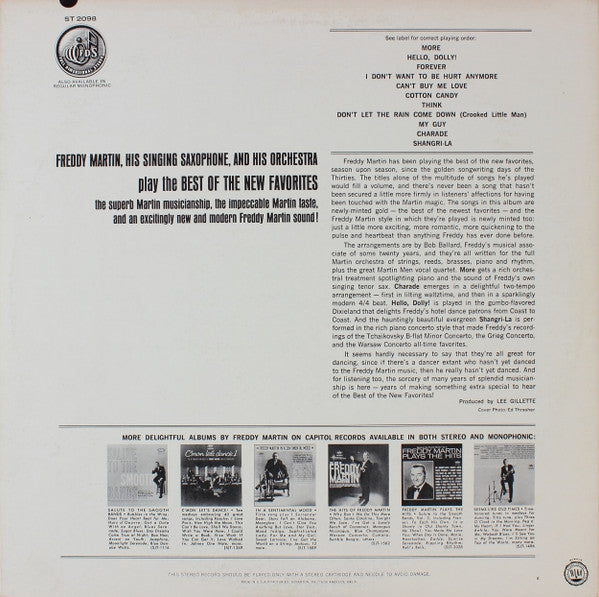 ST 2098
ALSO AVAILABLE IN
REGULAR MONOPHONIC
See label for correct playing order:
MORE
HELLO, DOLLY!
FOREVER
I DON'T WANT TO BE HURT ANYMORE
CAN'T BUY ME LOVE
COTTON CANDY
THINK
DON'T LET THE RAIN COME DOWN (Crooked Little Man)
MY GUY
CHARADE
SHANGRI-LA
FREDDY MARTIN, HIS SINGING SAXOPHONE, AND HIS ORCHESTRA
play the BEST OF THE NEW FAVORITES
the superb Martin musicianship, the impeccable Martin taste,
and an excitingly new and modern Freddy Martin sound!
Freddy Martin has been playing the best of the new favorites,
season upon season, since the golden songwriting days of the
Thirties. The titles alone of the multitude of songs he's played
would fill a volume, and there's never been a song that hasn't
been secured a little more firmly in listeners' affections for having
been touched with the Martin magic. The songs in this album are
newly-minted gold — the best of the newest favorites — and the
Freddy Martin style in which they're played is newly minted too:
just a little more exciting, more romantic, more quickening to the
pulse and heartbeat than anything Freddy has ever done before.
The arrangements are by Bob Ballard, Freddy's musical asso-
ciate of some twenty years, and they're all written for the full
Martin orchestra of strings, reeds, brasses, piano and rhythm,
plus the great Martin Men vocal quartet. More gets a rich orches-
tral treatment spotlighting piano and the sound of Freddy's own
singing tenor sax. Charade emerges in a delightful two-tempo
arrangement — first in lilting waltztime, and then in a sparklingly
modern 4/4 beat. Hello, Dolly! is played in the gumbo-flavored
Dixieland that delights Freddy's hotel dance patrons from Coast to
Coast. And the hauntingly beautiful evergreen Shangri-La is per-
formed in the rich piano concerto style that made Freddy's record-
ings of the Tchaikovsky B-flat Minor Concerto, the Grieg Concerto,
and the Warsaw Concerto all-time favorites.
It seems hardly necessary to say that they're all great for
dancing, since if there's a dancer extant who hasn't yet danced
to the Freddy Martin music, then he really hasn't yet danced. And
for listening too, the sorcery of many years of splendid musician-
ship is here — years of making something extra special to hear
of the Best of the New Favorites!
Produced by LEE GILLETTE
Cover Photo: Ed Thrasher
MORE DELIGHTFUL ALBUMS BY FREDDY MARTIN ON CAPITOL RECORDS AVAILABLE IN BOTH STEREO AND MONOPHONIC:
SALUTE TO THE SMOOTH
BANDS
C'MON LET'S DANCE!
IN A SENTIMENTAL MOOD
THE HITS OF FREDDY MARTIN
FREDDY MARTIN PLAYS THE
HITS
SEEMS LIKE OLD TIMES
THIS STEREO RECORD SHOULD BE PLAYED ONLY WITH A STEREO CARTRIDGE AND NEEDLE TO AVOID DAMAGE.